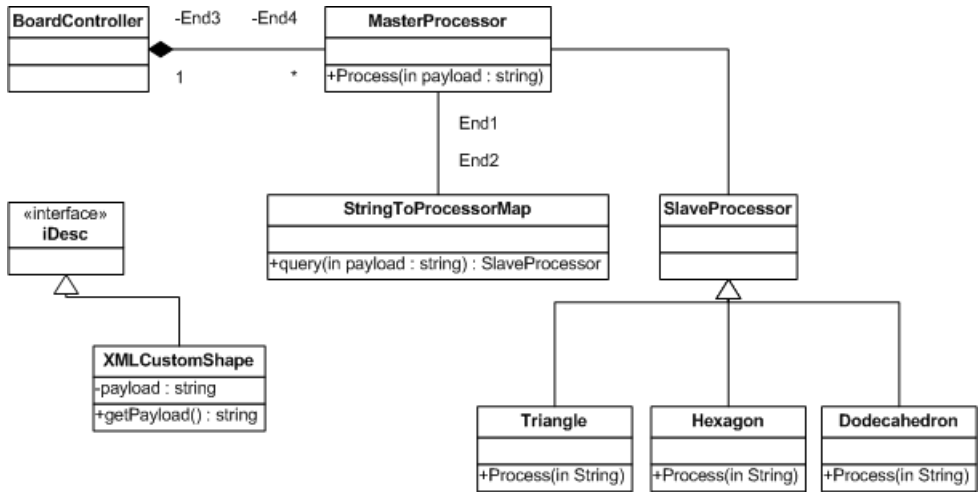 BoardController
-End3
-End4
1
*
MasterProcessor
+Process(in payload : string)
End1
End2
«interface»
iDesc
StringToProcessorMap
+query(in payload : string) : SlaveProcessor
SlaveProcessor
XMLCustomShape
-payload : string
+getPayload() : string
Triangle
+Process(in String)
Hexagon
+Process(in String)
Dodecahedron
+Process(in String)